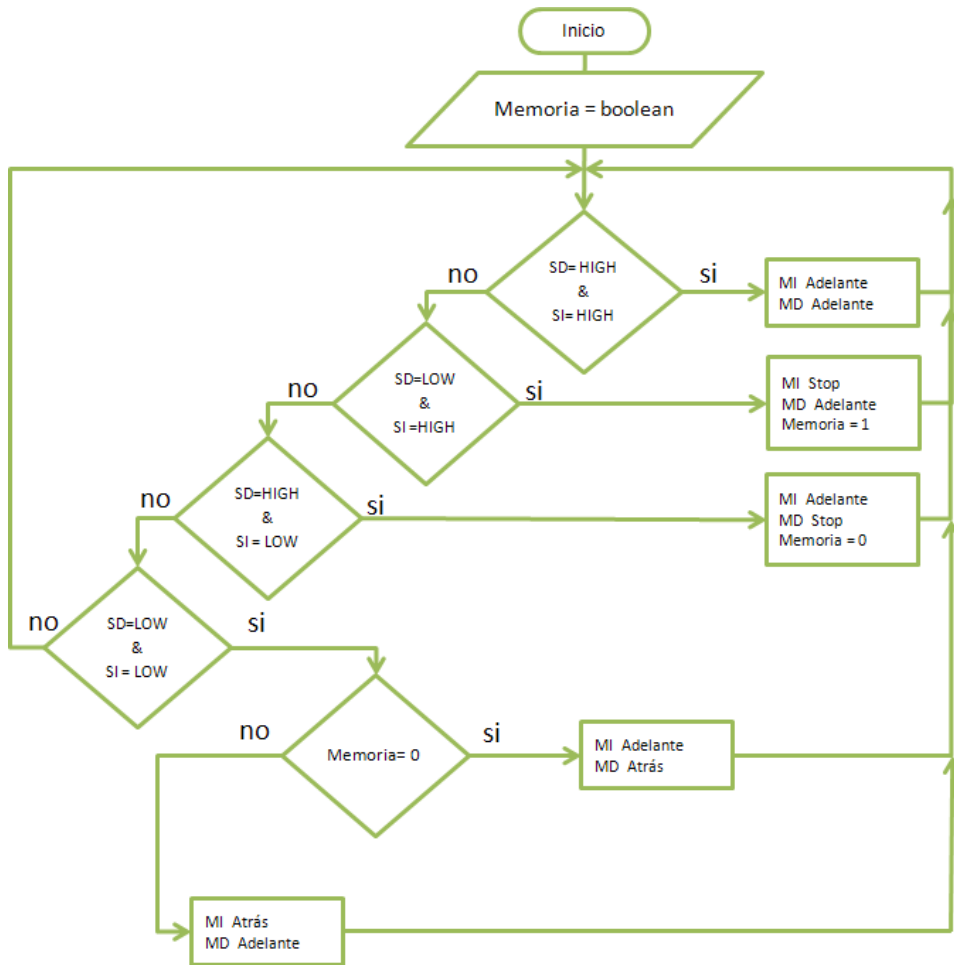 Inicio
Memoria = boolean
SD= HIGH
&
SI= HIGH
no
si
MI Adelante
MD Adelante
SD=LOW
&
SI =HIGH
no
si
MI Stop
MD Adelante
Memoria = 1
SD=HIGH
&
SI = LOW
no
si
MI Adelante
MD Stop
Memoria = 0
SD=LOW
&
SI = LOW
no
si
Memoria= 0
no
si
MI Adelante
MD Atrás
MI Atrás
MD Adelante